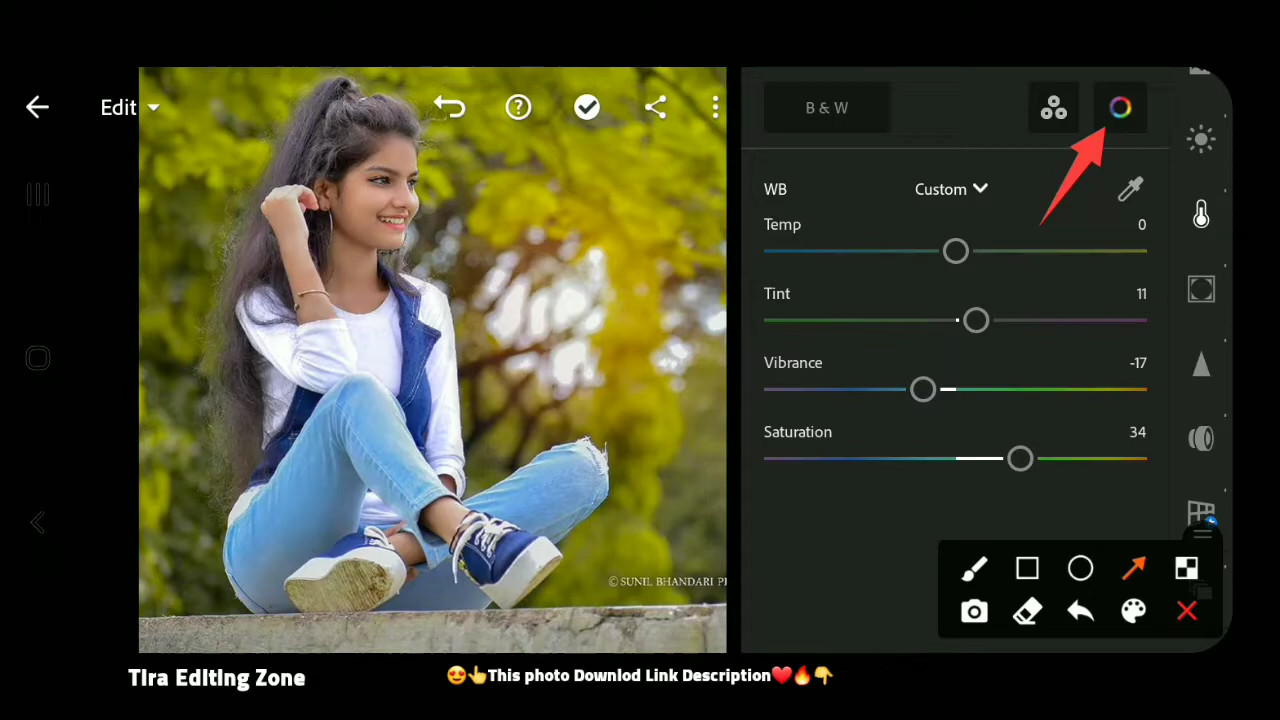 Edit
B & W
WB
Custom
Temp
0
Tint
11
Vibrance
-17
Saturation
34
© SUNIL BHANDARI
Tira Editing Zone
😍👆This photo Downlod Link Description❤️🔥👇